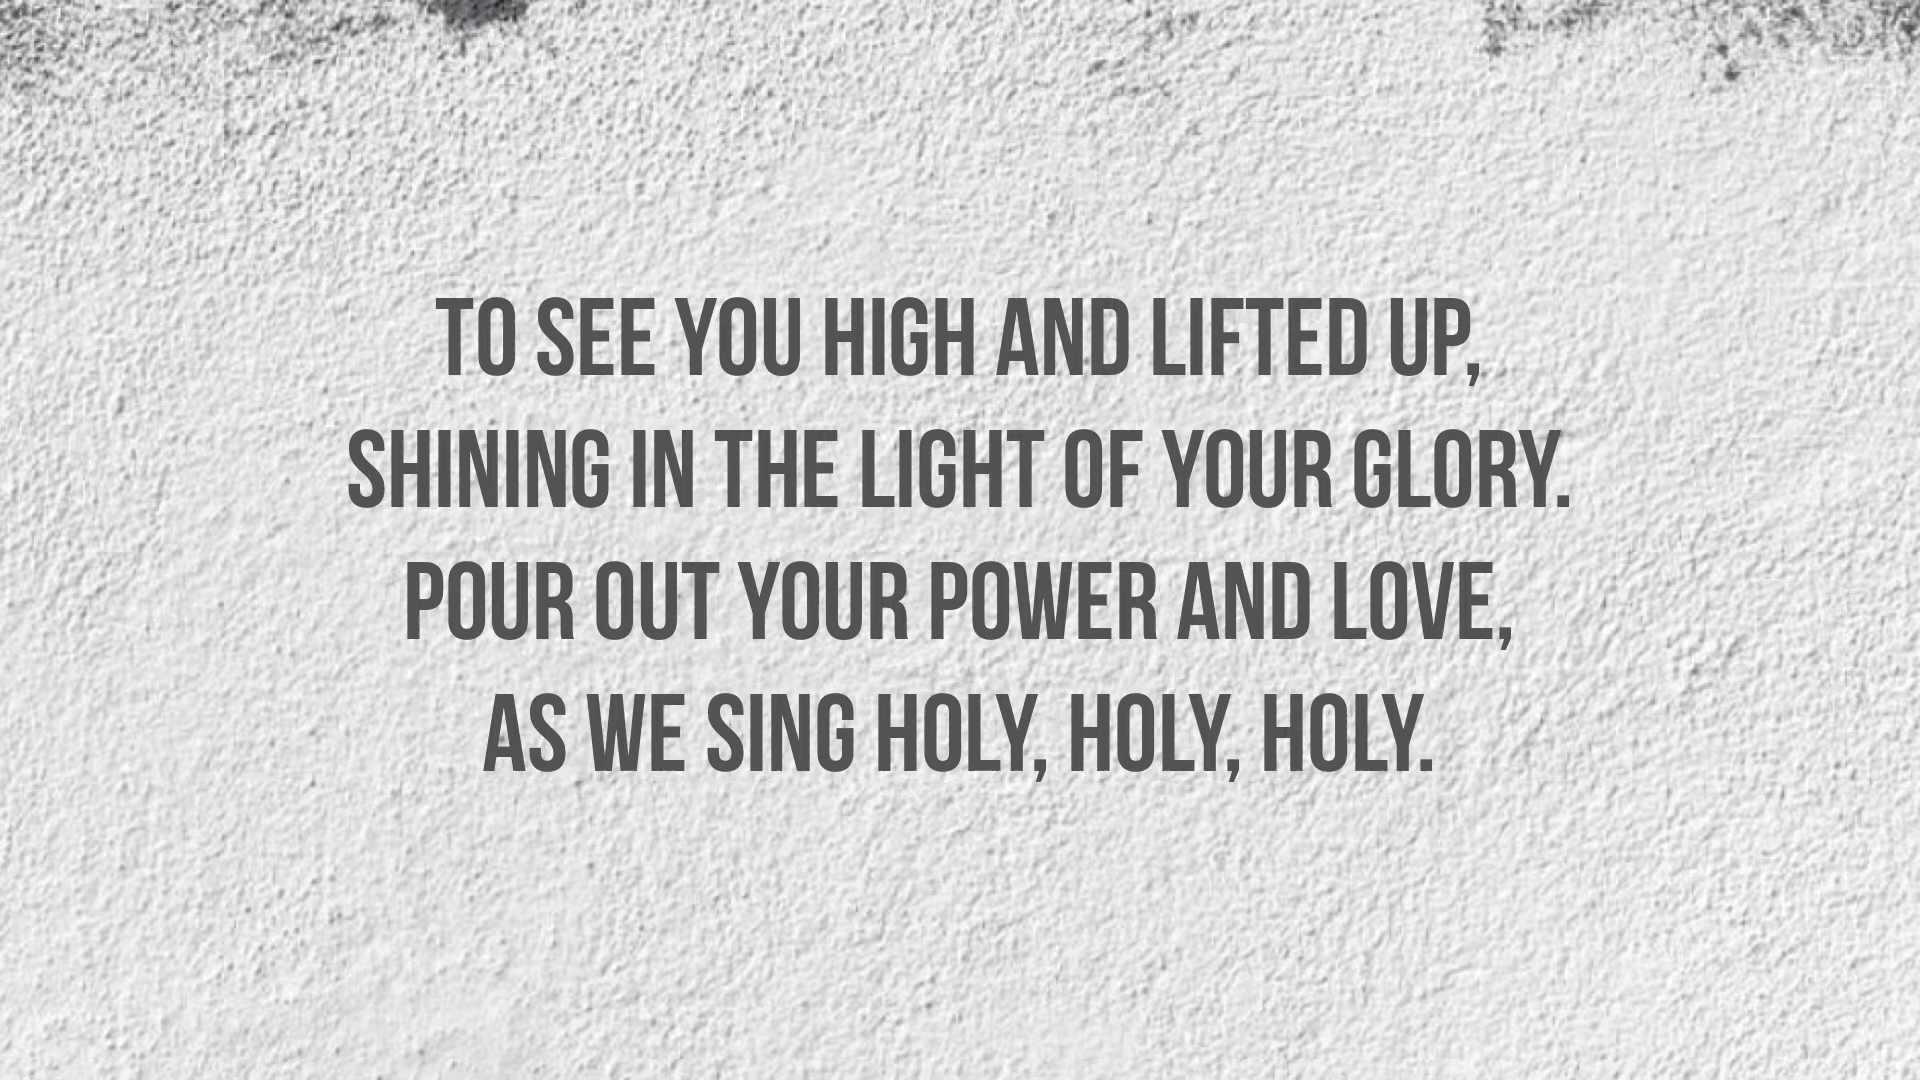 TO SEE YOU HIGH AND LIFTED UP,
SHINING IN THE LIGHT OF YOUR GLORY.
POUR OUT YOUR POWER AND LOVE,
AS WE SING HOLY, HOLY, HOLY.